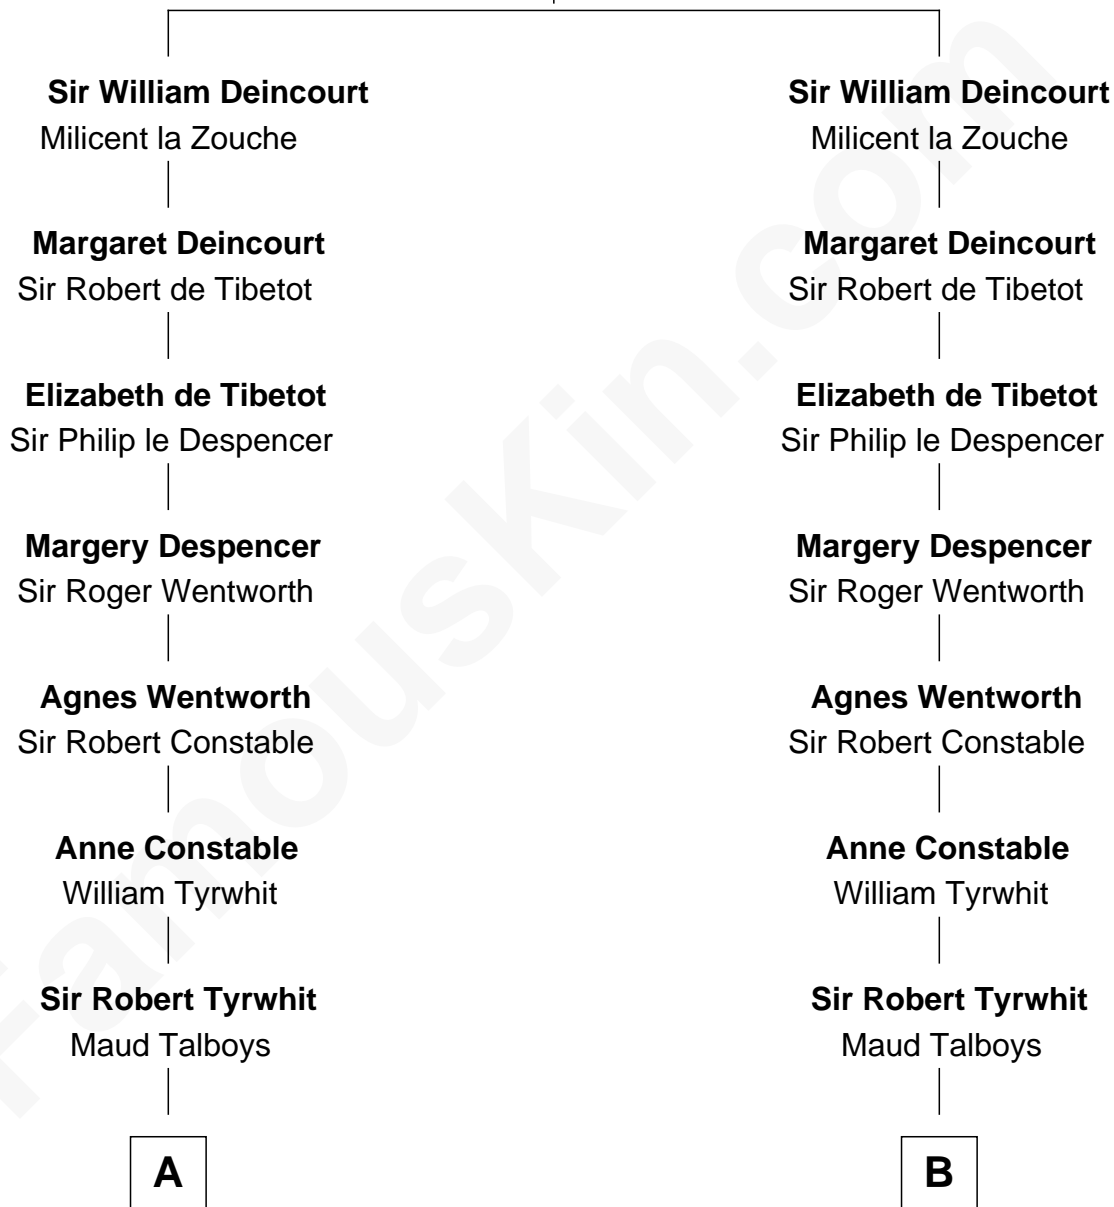 Sir William Deincourt
Milicent la Zouche
Margaret Deincourt
Sir Robert de Tibetot
Elizabeth de Tibetot
Sir Philip le Despencer
Margery Despencer
Sir Roger Wentworth
Agnes Wentworth
Sir Robert Constable
Anne Constable
William Tyrwhit
Sir Robert Tyrwhit
Maud Talboys
A
Sir William Deincourt
Milicent la Zouche
Margaret Deincourt
Sir Robert de Tibetot
Elizabeth de Tibetot
Sir Philip le Despencer
Margery Despencer
Sir Roger Wentworth
Agnes Wentworth
Sir Robert Constable
Anne Constable
William Tyrwhit
Sir Robert Tyrwhit
Maud Talboys
B
FamousKin.com